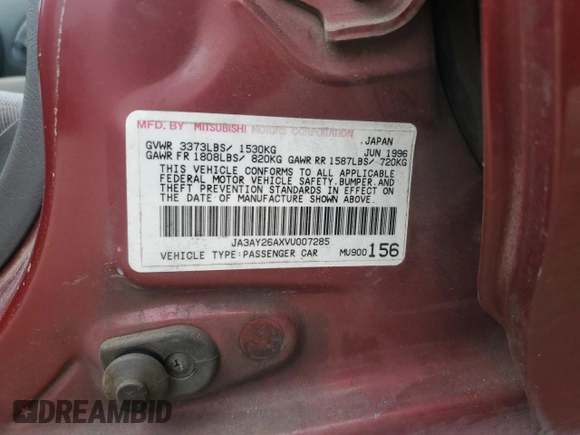 MFD. BY MITSUBISHI MOTORS CORPORATION
JAPAN
GVWR 3373LBS/ 1530KG JUN 1996
GAWR FR 1808LBS/ 820KG GAWR RR 1587LBS/ 720KG
THIS VEHICLE CONFORMS TO ALL APPLICABLE
FEDERAL MOTOR VEHICLE SAFETY,BUMPER,AND
THEFT PREVENTION STANDARDS IN EFFECT ON
THE DATE OF MANUFACTURE SHOWN ABOVE.
JA3AY26AXVU007285
VEHICLE TYPE:PASSENGER CAR MU900156
DREAMBID